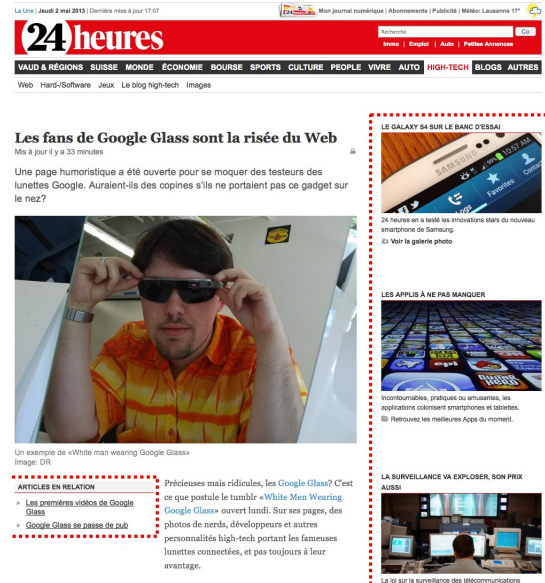 La Une | Jeudi 2 mai 2013 | Dernière mise à jour 17:07
Mon journal numérique | Abonnements | Publicité | Météo: Lausanne 17°
24 heures
Recherche
Go
Immo | Emploi | Auto | Petites Annonces
VAUD & RÉGIONS SUISSE MONDE ÉCONOMIE BOURSE SPORTS CULTURE PEOPLE VIVRE AUTO HIGH-TECH BLOGS AUTRES
Web Hard-/Software Jeux Le blog high-tech Images
Les fans de Google Glass sont la risée du Web
Mis à jour il y a 33 minutes
Une page humoristique a été ouverte pour se moquer des testeurs des
lunettes Google. Auraient-ils des copines s'ils ne portaient pas ce gadget sur
le nez?
Un exemple de «White man wearing Google Glass»
Image: DR
ARTICLES EN RELATION
Les premières vidéos de Google
Glass
Google Glass se passe de pub
Précieuses mais ridicules, les Google Glass? C'est
ce que postule le tumblr «White Men Wearing
Google Glass» ouvert lundi. Sur ses pages, des
photos de nerds, développeurs et autres
personnalités high-tech portant les fameuses
lunettes connectées, et pas toujours à leur
avantage.
LE GALAXY S4 SUR LE BANC D'ESSAI
SAMSUNG
10:57 AM
Logs
Favorites
Contac
24 heures en a testé les innovations stars du nouveau
smartphone de Samsung.
Voir la galerie photo
LES APPLIS À NE PAS MANQUER
HERO
Incontournables, pratiques ou amusantes, les
applications colonisent smartphones et tablettes.
Retrouvez les meilleures Apps du moment.
LA SURVEILLANCE VA EXPLOSER, SON PRIX
AUSSI
La loi sur la surveillance des télécommunications